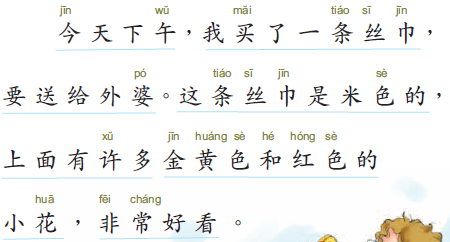 jīn wǔ mǎi tiáo sī jīn
今天下午，我买了一条丝巾，
pó tiáo sī jīn sè
要送给外婆。这条丝巾是米色的，
xǔ jīn huáng sè hé hóng sè
上面有许多金黄色和红色的
huā fēi cháng
小花，非常好看。